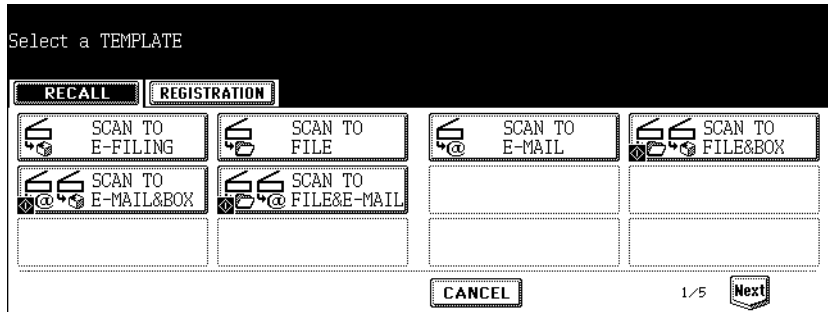 Select a TEMPLATE
RECALL REGISTRATION
SCAN TO
E-FILING
SCAN TO
FILE
SCAN TO
E-MAIL
SCAN TO
FILE&BOX
SCAN TO
@ E-MAIL&BOX
SCAN TO
@ FILE&E-MAIL
CANCEL
1/5
Next